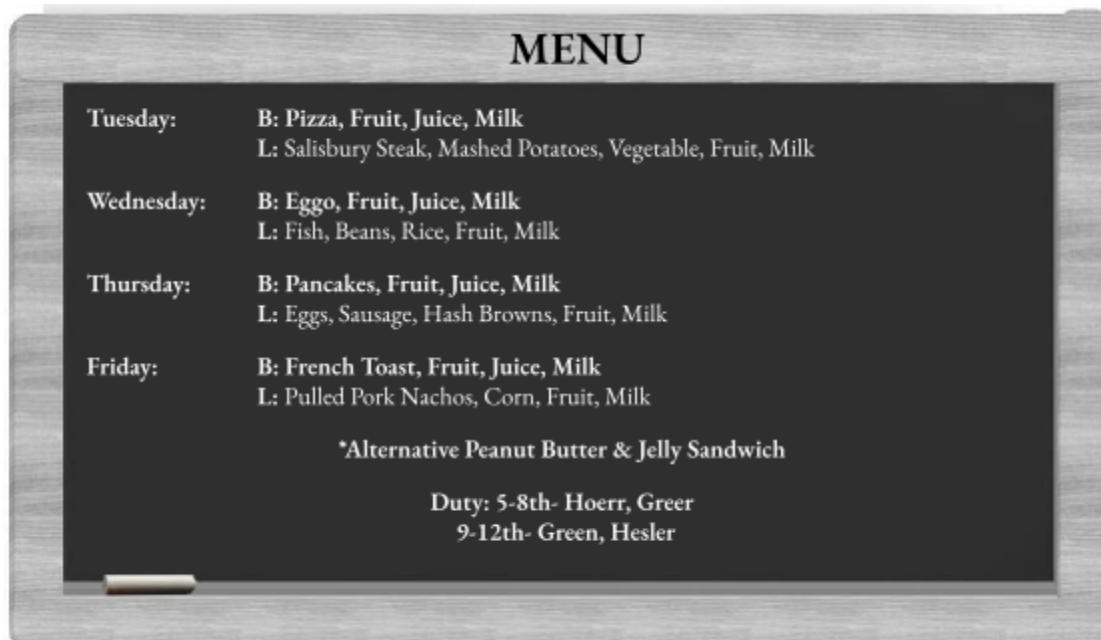 MENU
Tuesday: B: Pizza, Fruit, Juice, Milk
L: Salisbury Steak, Mashed Potatoes, Vegetable, Fruit, Milk
Wednesday: B: Eggo, Fruit, Juice, Milk
L: Fish, Beans, Rice, Fruit, Milk
Thursday: B: Pancakes, Fruit, Juice, Milk
L: Eggs, Sausage, Hash Browns, Fruit, Milk
Friday: B: French Toast, Fruit, Juice, Milk
L: Pulled Pork Nachos, Corn, Fruit, Milk
*Alternative Peanut Butter & Jelly Sandwich
Duty: 5-8th- Hoerr, Greer
9-12th- Green, Hesler